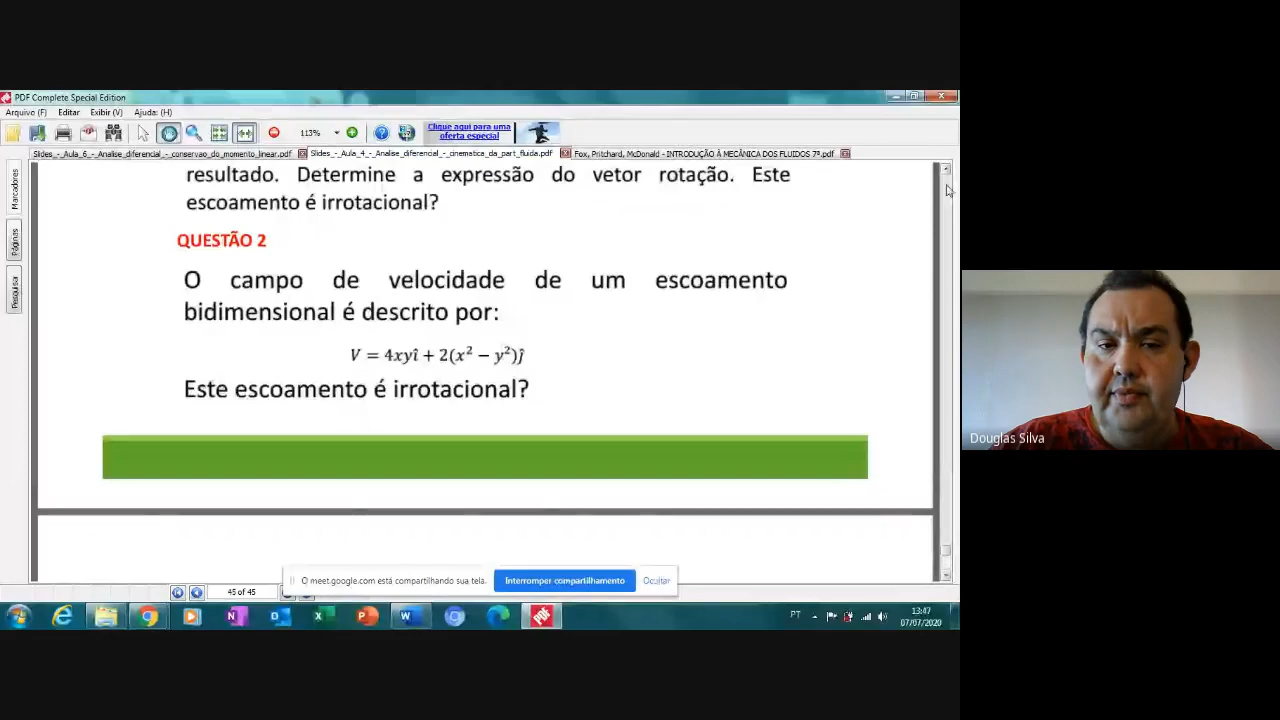 PDF Complete Special Edition
Arquivo (F) Editar Exibir (V) Ajuda: (H)
113%
Clique aqui para uma
oferta especial
Slides_-_Aula_6_-_Analise_diferencial_-_conservao_do_momento_linear.pdf
Slides_-_Aula_4_-_Analise_diferencial_-_cinematica_da_part_fluida.pdf
Fox, Pritchard, McDonald - INTRODUÇÃO À MECÂNICA DOS FLUIDOS 7ª.pdf
Marcadores
Páginas
Pesquisar
resultado. Determine a expressão do vetor rotação. Este
escoamento é irrotacional?
QUESTÃO 2
O campo de velocidade de um escoamento
bidimensional é descrito por:
V = 4xyî + 2(x² − y²)ĵ
Este escoamento é irrotacional?
Douglas Silva
O meet.google.com está compartilhando sua tela.
Interromper compartilhamento
Ocultar
45 of 45
PT
13:47
07/07/2020